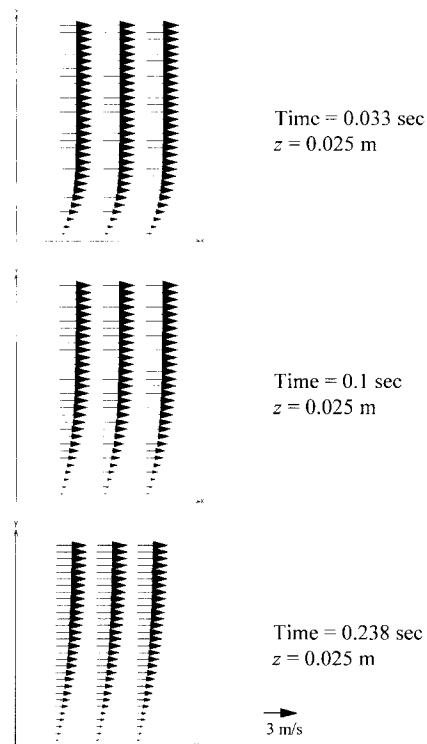 Time = 0.033 sec
z = 0.025 m
Y
x
Time = 0.1 sec
z = 0.025 m
Y
x
Time = 0.238 sec
z = 0.025 m
3 m/s